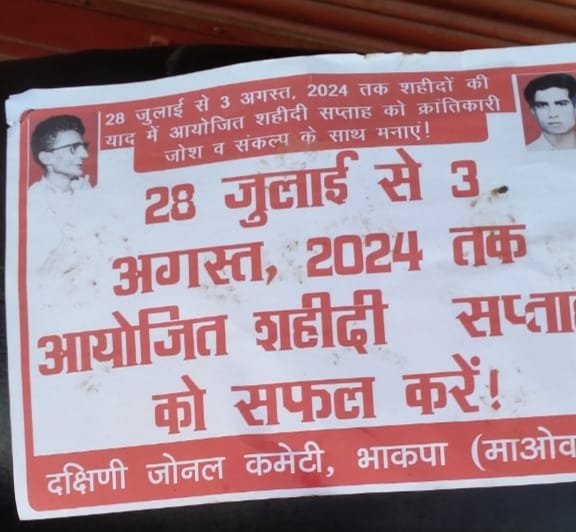 28 जुलाई से 3 अगस्त, 2024 तक शहीदों की
याद में आयोजित शहीदी सप्ताह को क्रांतिकारी
जोश व संकल्प के साथ मनाएं!
28 जुलाई से 3
अगस्त, 2024 तक
आयोजित शहीदी सप्ताह
को सफल करें!
दक्षिणी जोनल कमेटी, भाकपा (माओव